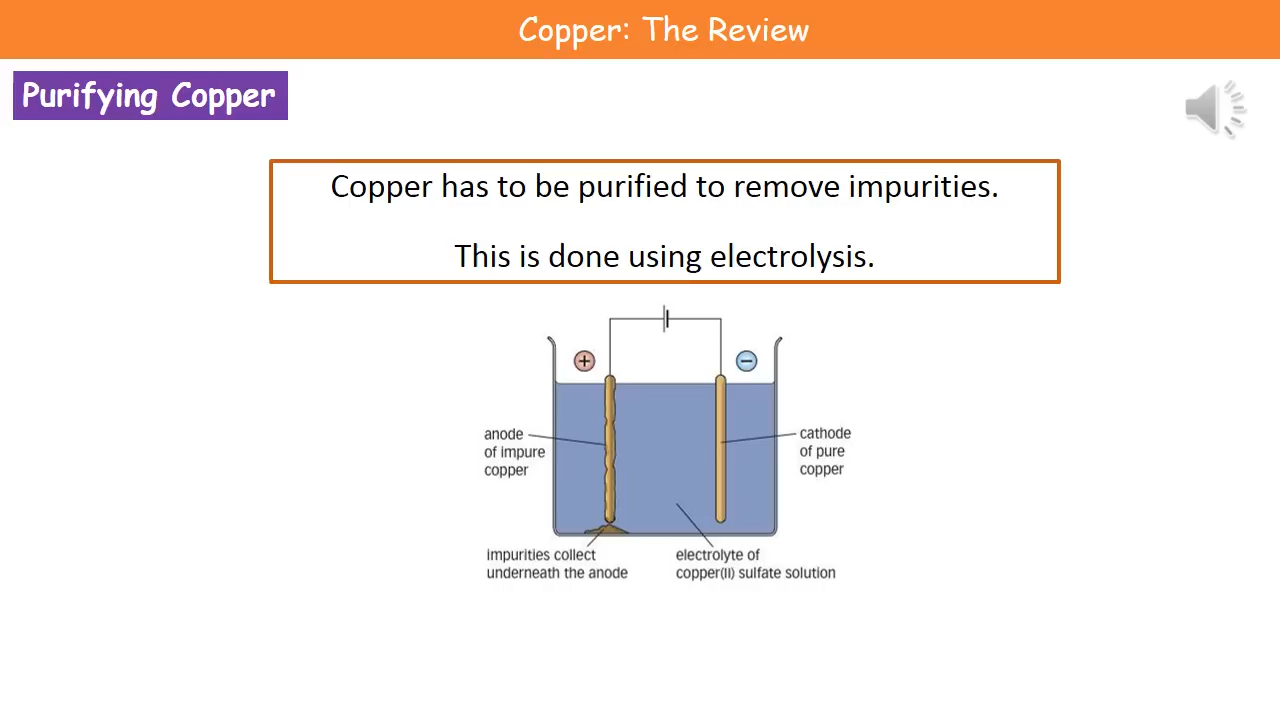 Copper: The Review
Purifying Copper
Copper has to be purified to remove impurities.
This is done using electrolysis.
+
−
anode
of impure
copper
cathode
of pure
copper
impurities collect
underneath the anode
electrolyte of
copper(II) sulfate solution